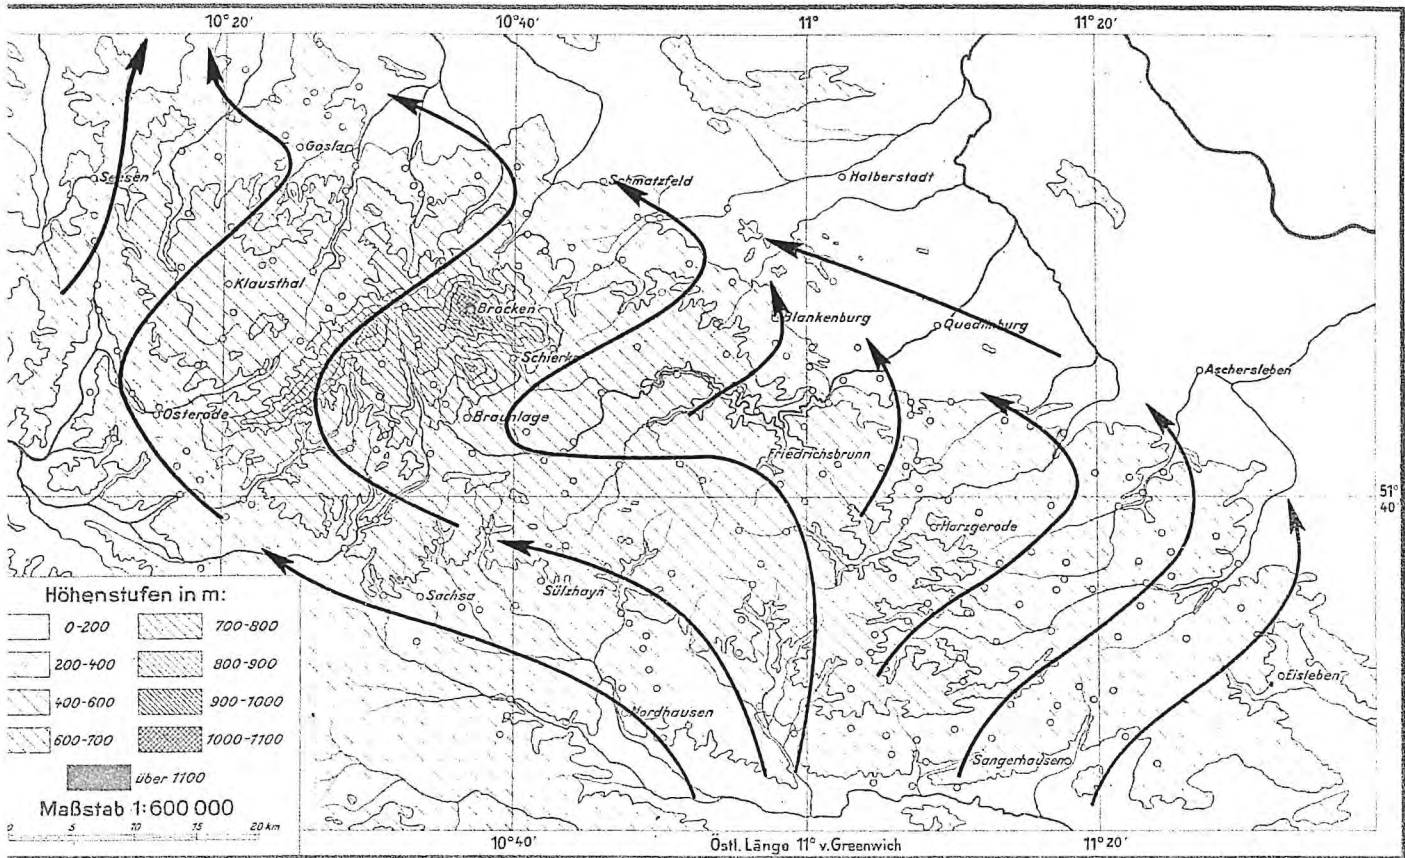 10°20' 10°40' 11° 11°20'
Goslar
Seesen
Schmatzfeld
Halberstadt
Klausthal
Brocken
Blankenburg
Quedlinburg
Schierke
Aschersleben
Osterode
Braunlage
Friedrichsbrunn
51°
40'
Harzgerode
Sülzhayn
Sachsa
Höhenstufen in m:
0-200 700-800
200-400 800-900
400-600 900-1000
600-700 1000-1100
über 1100
Maßstab 1:600 000
0 5 10 15 20 km
Eisleben
Nordhausen
Sangerhausen
10°40' Östl. Länge 11° v. Greenwich 11°20'